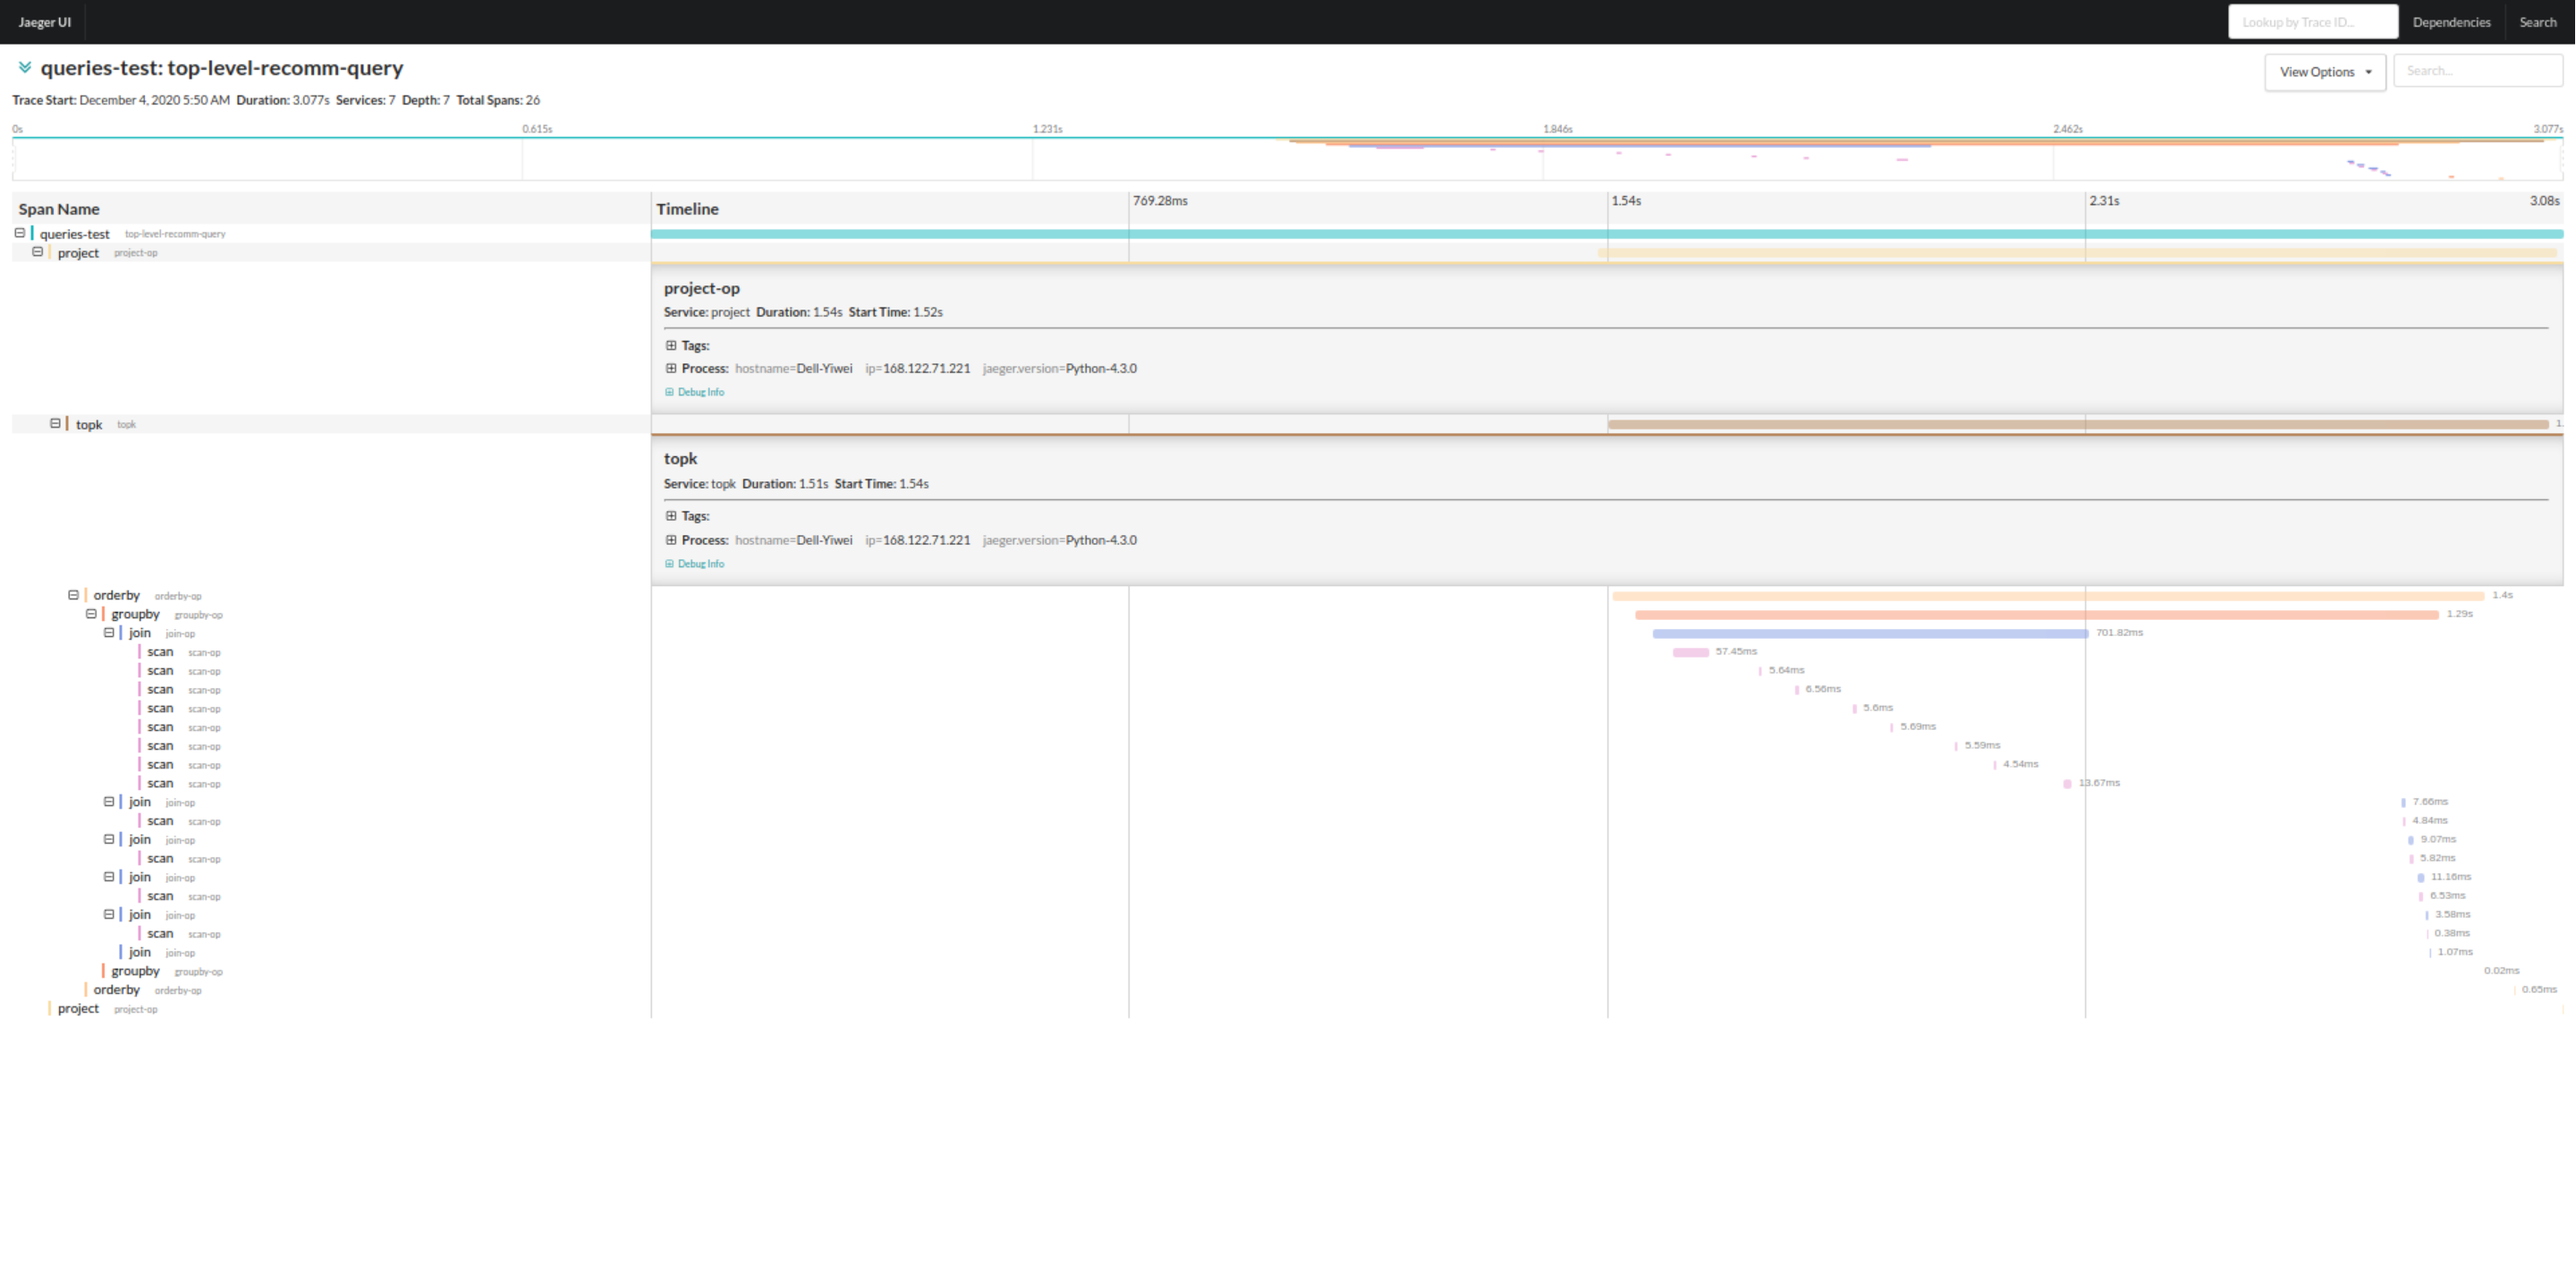 Jaeger UI Lookup by Trace ID... Dependencies Search
queries-test: top-level-recomm-query View Options Search...
Trace Start: December 4, 2020 5:50 AM Duration: 3.077s Services: 7 Depth: 7 Total Spans: 26
0s 0.615s 1.231s 1.846s 2.462s 3.077s
Span Name Timeline 769.28ms 1.54s 2.31s 3.08s
queries-test top-level-recomm-query
project project-op
project-op
Service: project Duration: 1.54s Start Time: 1.52s
Tags:
Process: hostname=Dell-Yiwei ip=168.122.71.221 jaeger.version=Python-4.3.0
Debug Info
topk topk 1.
topk
Service: topk Duration: 1.51s Start Time: 1.54s
Tags:
Process: hostname=Dell-Yiwei ip=168.122.71.221 jaeger.version=Python-4.3.0
Debug Info
orderby orderby-op 1.4s
groupby groupby-op 1.29s
join join-op 701.82ms
scan scan-op 57.45ms
scan scan-op 5.64ms
scan scan-op 6.56ms
scan scan-op 5.6ms
scan scan-op 5.69ms
scan scan-op 5.59ms
scan scan-op 4.54ms
scan scan-op 13.67ms
join join-op 7.66ms
scan scan-op 4.84ms
join join-op 9.07ms
scan scan-op 5.82ms
join join-op 11.16ms
scan scan-op 6.53ms
join join-op 3.58ms
scan scan-op 0.38ms
join join-op 1.07ms
groupby groupby-op 0.02ms
orderby orderby-op 0.65ms
project project-op